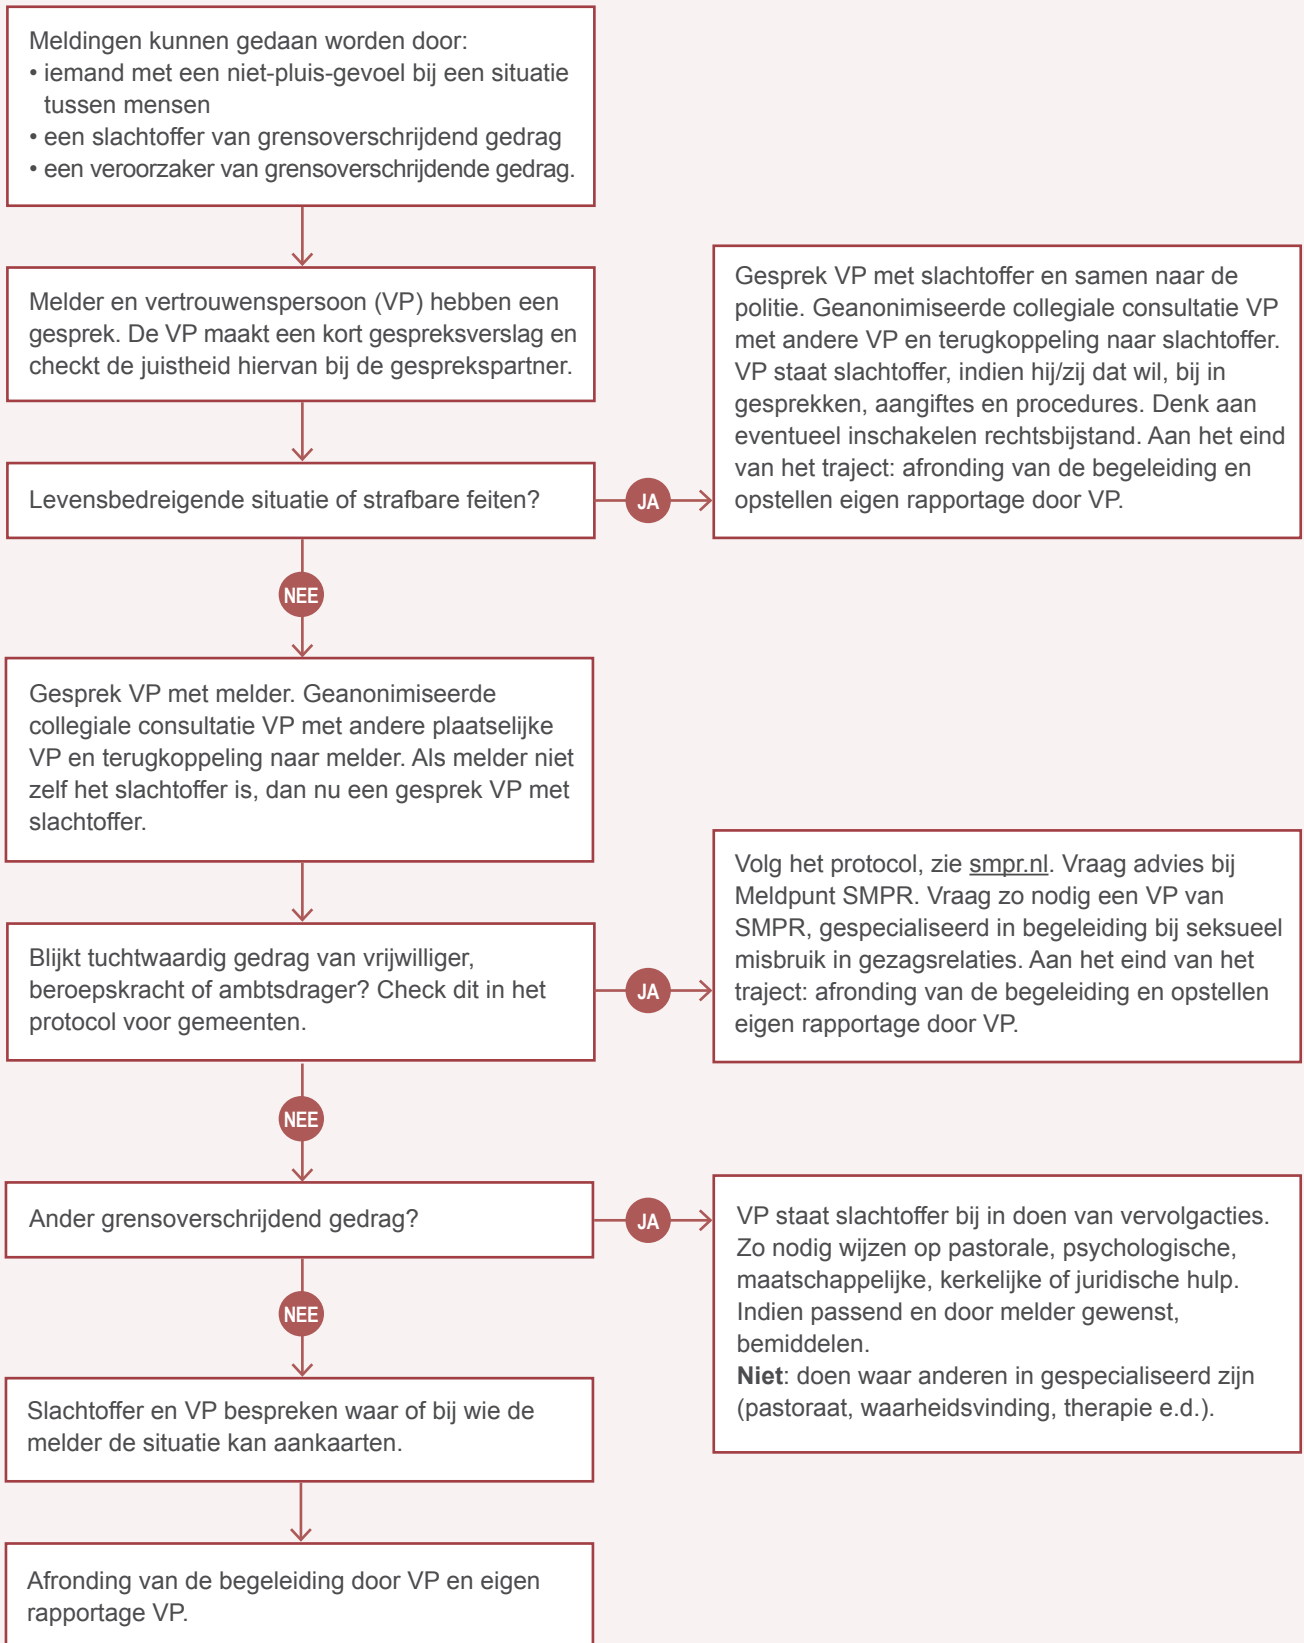 Meldingen kunnen gedaan worden door:
• iemand met een niet-pluis-gevoel bij een situatie
tussen mensen
• een slachtoffer van grensoverschrijdend gedrag
• een veroorzaker van grensoverschrijdende gedrag.
Melder en vertrouwenspersoon (VP) hebben een
gesprek. De VP maakt een kort gespreksverslag en
checkt de juistheid hiervan bij de gesprekspartner.
Levensbedreigende situatie of strafbare feiten?
JA
Gesprek VP met slachtoffer en samen naar de
politie. Geanonimiseerde collegiale consultatie VP
met andere VP en terugkoppeling naar slachtoffer.
VP staat slachtoffer, indien hij/zij dat wil, bij in
gesprekken, aangiftes en procedures. Denk aan
eventueel inschakelen rechtsbijstand. Aan het eind
van het traject: afronding van de begeleiding en
opstellen eigen rapportage door VP.
NEE
Gesprek VP met melder. Geanonimiseerde
collegiale consultatie VP met andere plaatselijke
VP en terugkoppeling naar melder. Als melder niet
zelf het slachtoffer is, dan nu een gesprek VP met
slachtoffer.
Blijkt tuchtwaardig gedrag van vrijwilliger,
beroepskracht of ambtsdrager? Check dit in het
protocol voor gemeenten.
JA
Volg het protocol, zie smpr.nl. Vraag advies bij
Meldpunt SMPR. Vraag zo nodig een VP van
SMPR, gespecialiseerd in begeleiding bij seksueel
misbruik in gezagsrelaties. Aan het eind van het
traject: afronding van de begeleiding en opstellen
eigen rapportage door VP.
NEE
Ander grensoverschrijdend gedrag?
JA
VP staat slachtoffer bij in doen van vervolgacties.
Zo nodig wijzen op pastorale, psychologische,
maatschappelijke, kerkelijke of juridische hulp.
Indien passend en door melder gewenst,
bemiddelen.
Niet: doen waar anderen in gespecialiseerd zijn
(pastoraat, waarheidsvinding, therapie e.d.).
NEE
Slachtoffer en VP bespreken waar of bij wie de
melder de situatie kan aankaarten.
Afronding van de begeleiding door VP en eigen
rapportage VP.